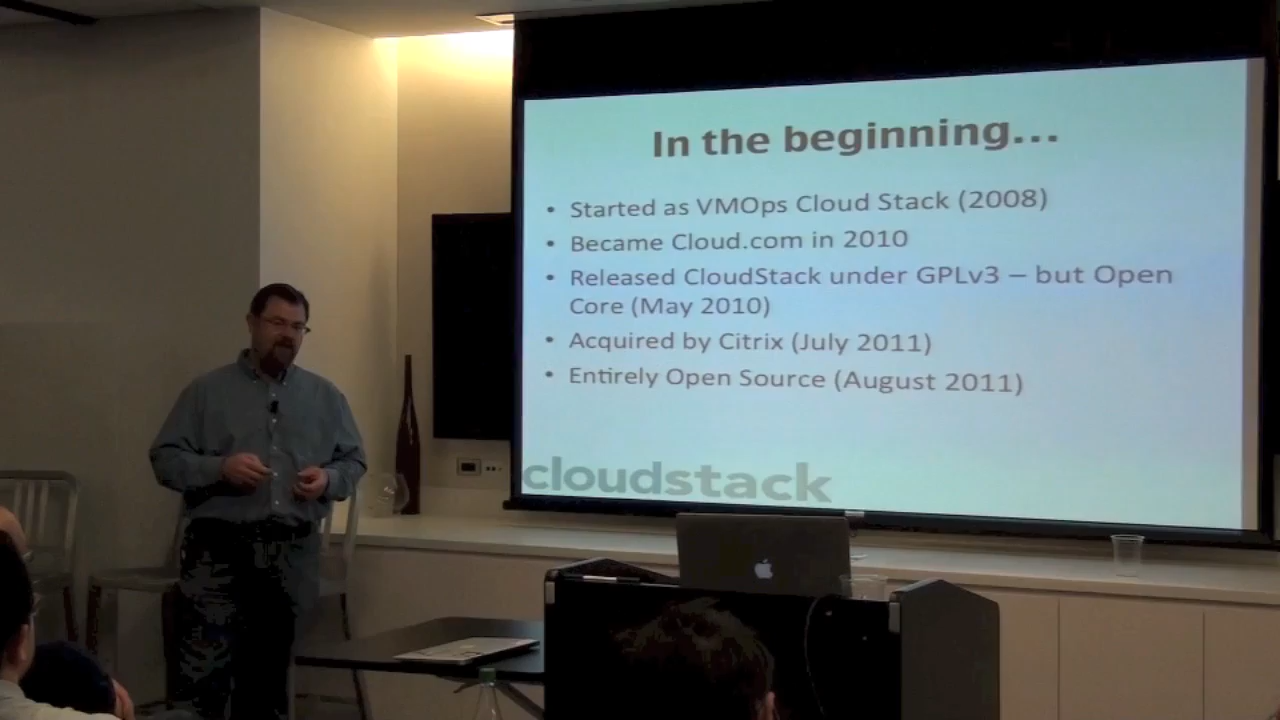 In the beginning...
• Started as VMOps Cloud Stack (2008)
• Became Cloud.com in 2010
• Released CloudStack under GPLv3 – but Open
Core (May 2010)
• Acquired by Citrix (July 2011)
• Entirely Open Source (August 2011)
cloudstack